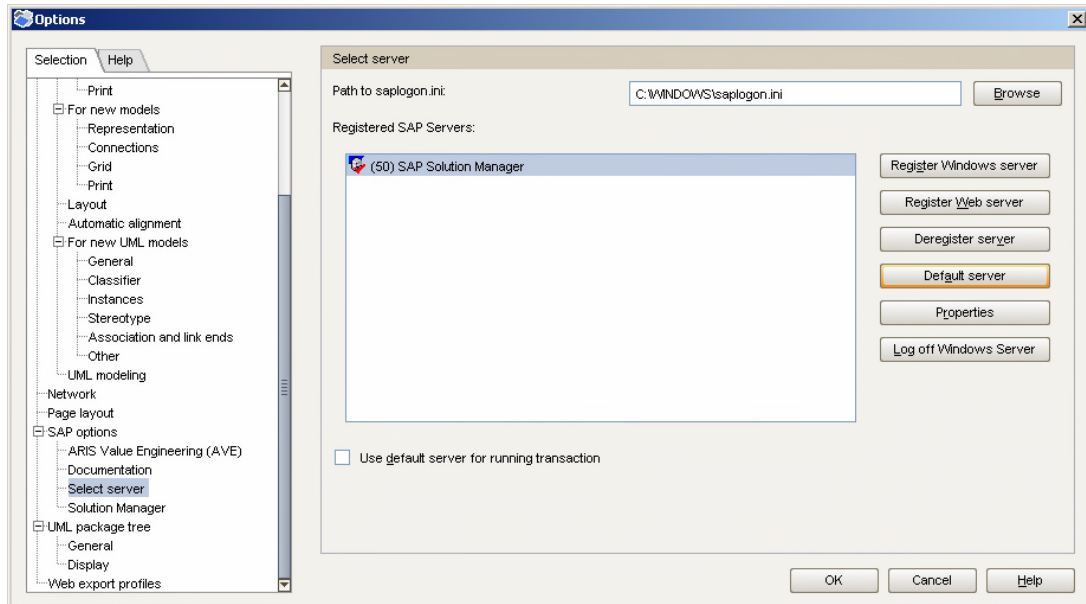 Options
Selection Help
Print
For new models
Representation
Connections
Grid
Print
Layout
Automatic alignment
For new UML models
General
Classifier
Instances
Stereotype
Association and link ends
Other
UML modeling
Network
Page layout
SAP options
ARIS Value Engineering (AVE)
Documentation
Select server
Solution Manager
UML package tree
General
Display
Web export profiles
Select server
Path to saplogon.ini: C:\WINDOWS\saplogon.ini Browse
Registered SAP Servers:
(50) SAP Solution Manager
Register Windows server
Register Web server
Deregister server
Default server
Properties
Log off Windows Server
Use default server for running transaction
OK Cancel Help